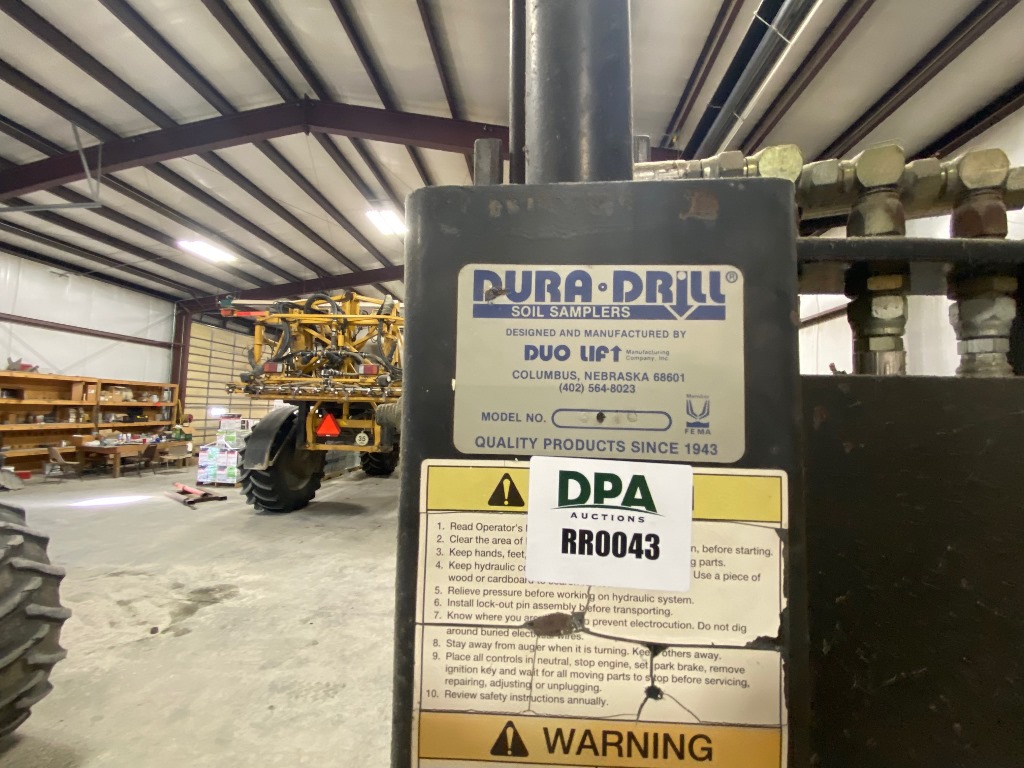 DURA·DRILL®
SOIL SAMPLERS
DESIGNED AND MANUFACTURED BY
DUO LIFT Manufacturing Company, Inc.
COLUMBUS, NEBRASKA 68601
(402) 564-8023
MODEL NO.
Member
FEMA
QUALITY PRODUCTS SINCE 1943
DPA
AUCTIONS
RR0043
1. Read Operator's
2. Clear the area of n, before starting.
3. Keep hands, feet, g parts.
4. Keep hydraulic Use a piece of
wood or cardboard
5. Relieve pressure before working on hydraulic system.
6. Install lock-out pin assembly before transporting.
7. Know where you prevent electrocution. Do not dig
around buried electrical wires.
8. Stay away from auger when it is turning. Keep others away.
9. Place all controls in neutral, stop engine, set park brake, remove
ignition key and wait for all moving parts to stop before servicing,
repairing, adjusting or unplugging.
10. Review safety instructions annually.
WARNING